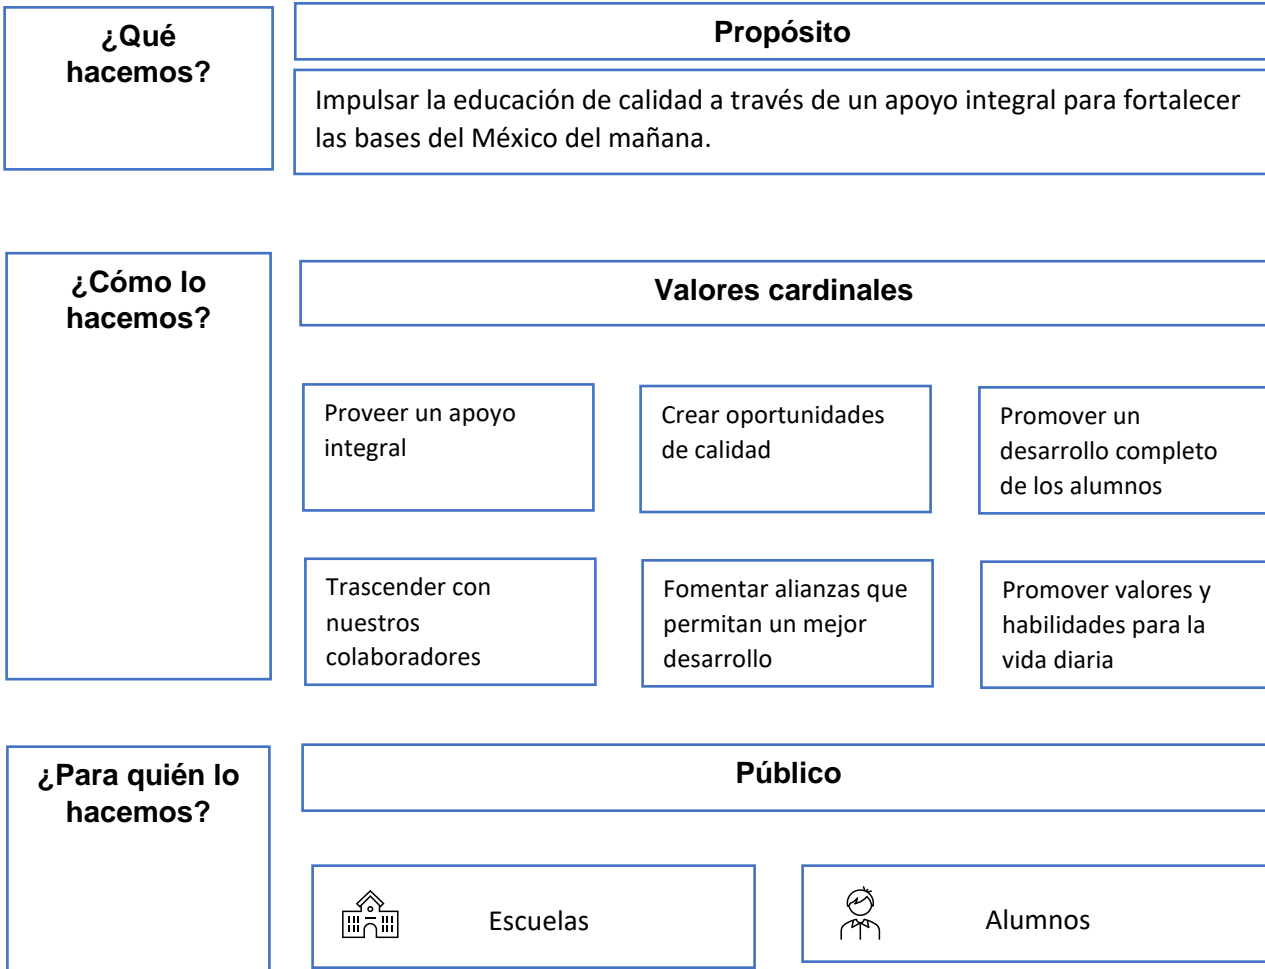 ¿Qué
hacemos?
Propósito
Impulsar la educación de calidad a través de un apoyo integral para fortalecer
las bases del México del mañana.
¿Cómo lo
hacemos?
Valores cardinales
Proveer un apoyo
integral
Crear oportunidades
de calidad
Promover un
desarrollo completo
de los alumnos
Trascender con
nuestros
colaboradores
Fomentar alianzas que
permitan un mejor
desarrollo
Promover valores y
habilidades para la
vida diaria
¿Para quién lo
hacemos?
Público
Escuelas
Alumnos